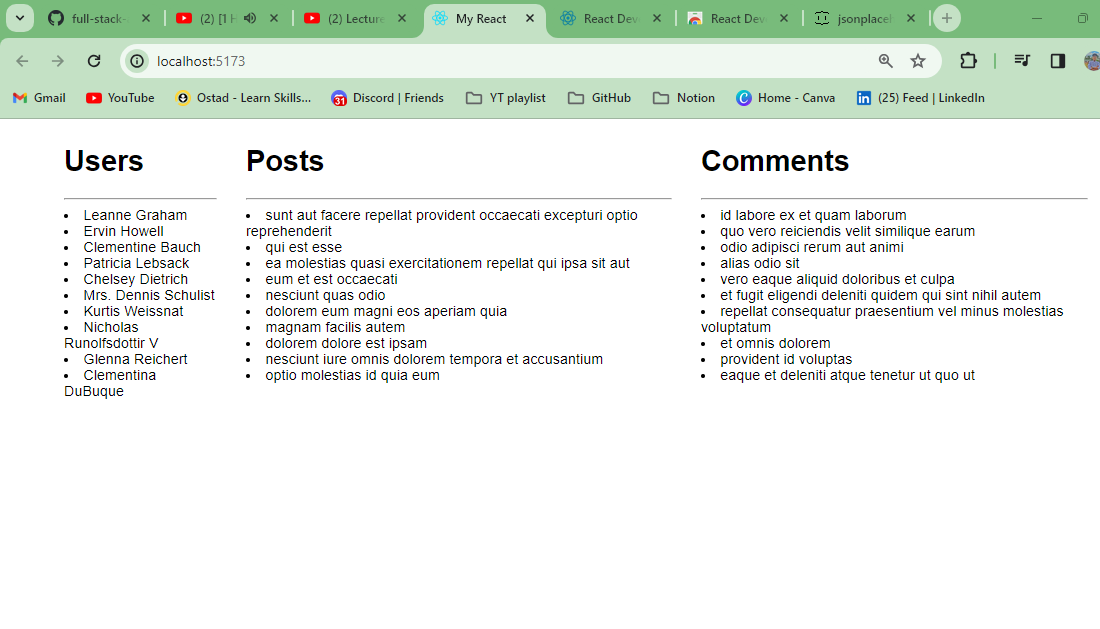 full-stack-
(2) [1 H
(2) Lecture
My React
React Dev
React Dev
jsonplaceh
localhost:5173
Gmail
YouTube
Ostad - Learn Skills...
31
Discord | Friends
YT playlist
GitHub
Notion
C
Home - Canva
in
(25) Feed | LinkedIn
Users
Leanne Graham
Ervin Howell
Clementine Bauch
Patricia Lebsack
Chelsey Dietrich
Mrs. Dennis Schulist
Kurtis Weissnat
Nicholas
Runolfsdottir V
Glenna Reichert
Clementina
DuBuque
Posts
sunt aut facere repellat provident occaecati excepturi optio
reprehenderit
qui est esse
ea molestias quasi exercitationem repellat qui ipsa sit aut
eum et est occaecati
nesciunt quas odio
dolorem eum magni eos aperiam quia
magnam facilis autem
dolorem dolore est ipsam
nesciunt iure omnis dolorem tempora et accusantium
optio molestias id quia eum
Comments
id labore ex et quam laborum
quo vero reiciendis velit similique earum
odio adipisci rerum aut animi
alias odio sit
vero eaque aliquid doloribus et culpa
et fugit eligendi deleniti quidem qui sint nihil autem
repellat consequatur praesentium vel minus molestias
voluptatum
et omnis dolorem
provident id voluptas
eaque et deleniti atque tenetur ut quo ut